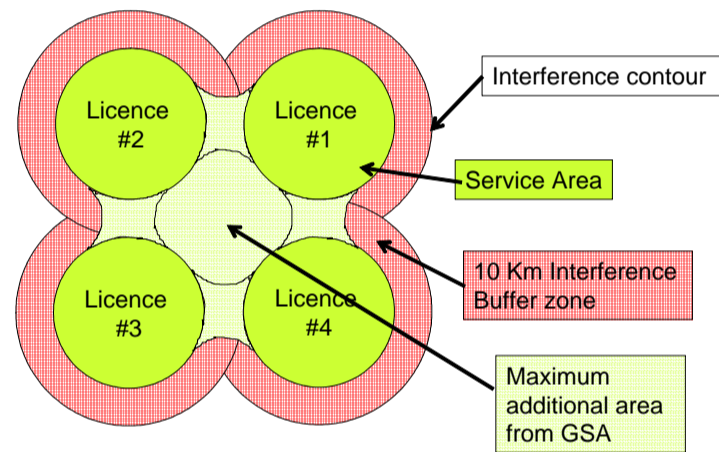 Licence
#2
Licence
#1
Interference contour
Service Area
10 Km Interference
Buffer zone
Licence
#3
Licence
#4
Maximum
additional area
from GSA